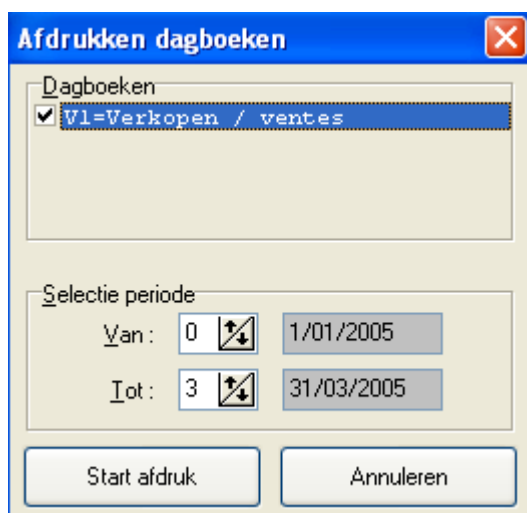 Afdrukken dagboeken
Dagboeken
V1=Verkopen / ventes
Selectie periode
Van : 0 1/01/2005
Tot : 3 31/03/2005
Start afdruk Annuleren